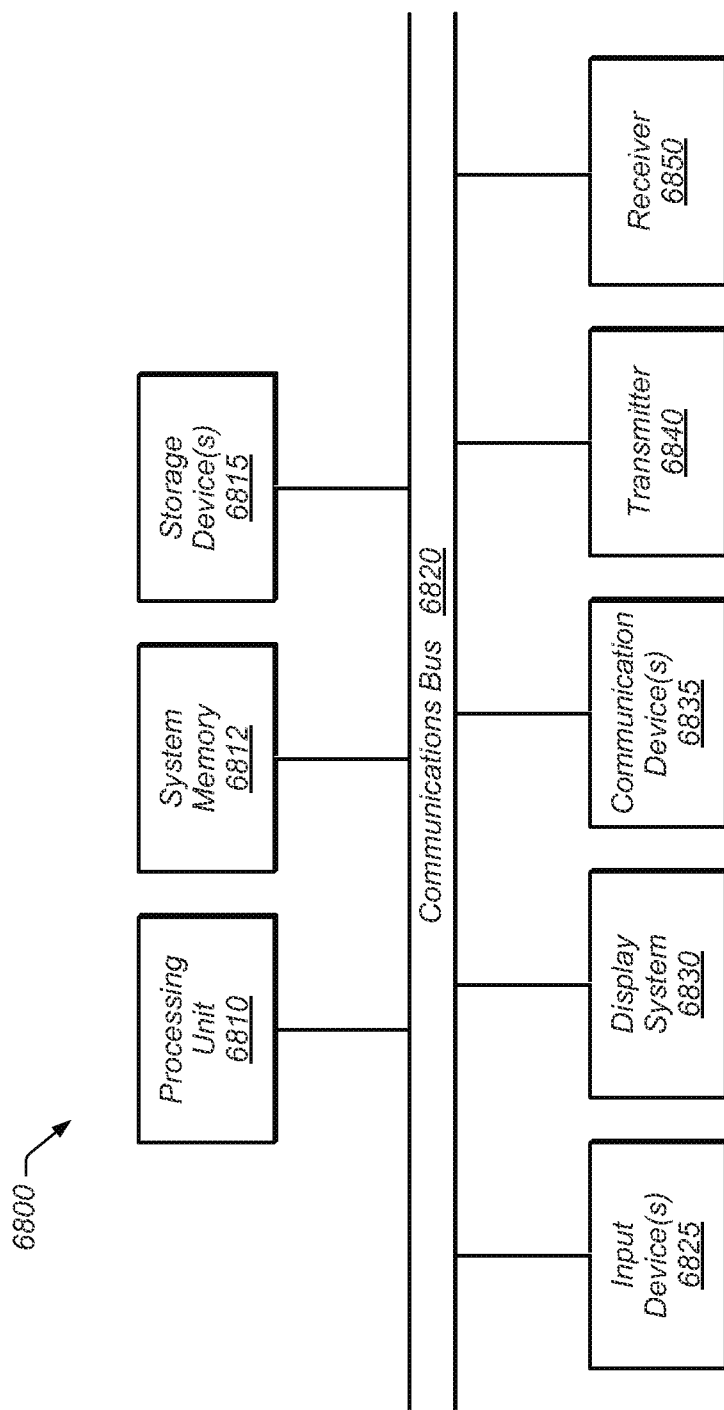 6800
Processing
Unit
6810
System
Memory
6812
Storage
Device(s)
6815
Communications Bus 6820
Input
Device(s)
6825
Display
System
6830
Communication
Device(s)
6835
Transmitter
6840
Receiver
6850